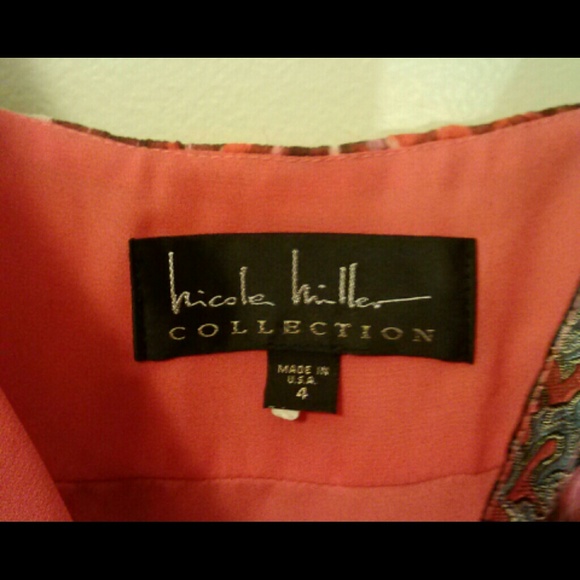 nicole miller
COLLECTION
MADE IN
U.S.A.
4